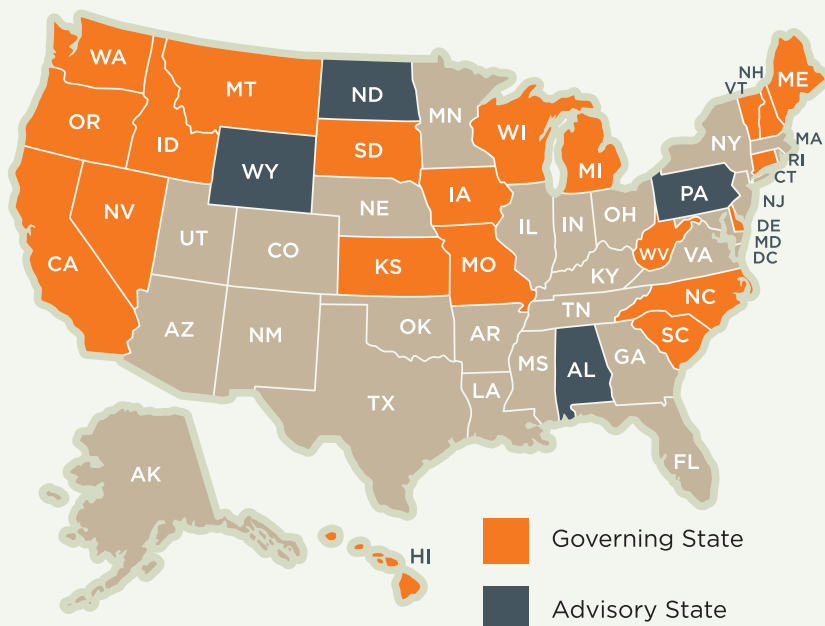 WA
MT
ND
MN
OR
ID
SD
WI
MI
WY
NH
VT
ME
NY
MA
RI
CT
IA
NE
PA
NJ
NV
UT
CO
IL
IN
OH
DE
MD
DC
WV
VA
CA
KS
MO
KY
NC
AZ
NM
OK
AR
TN
SC
TX
LA
MS
AL
GA
FL
AK
HI
Governing State
Advisory State